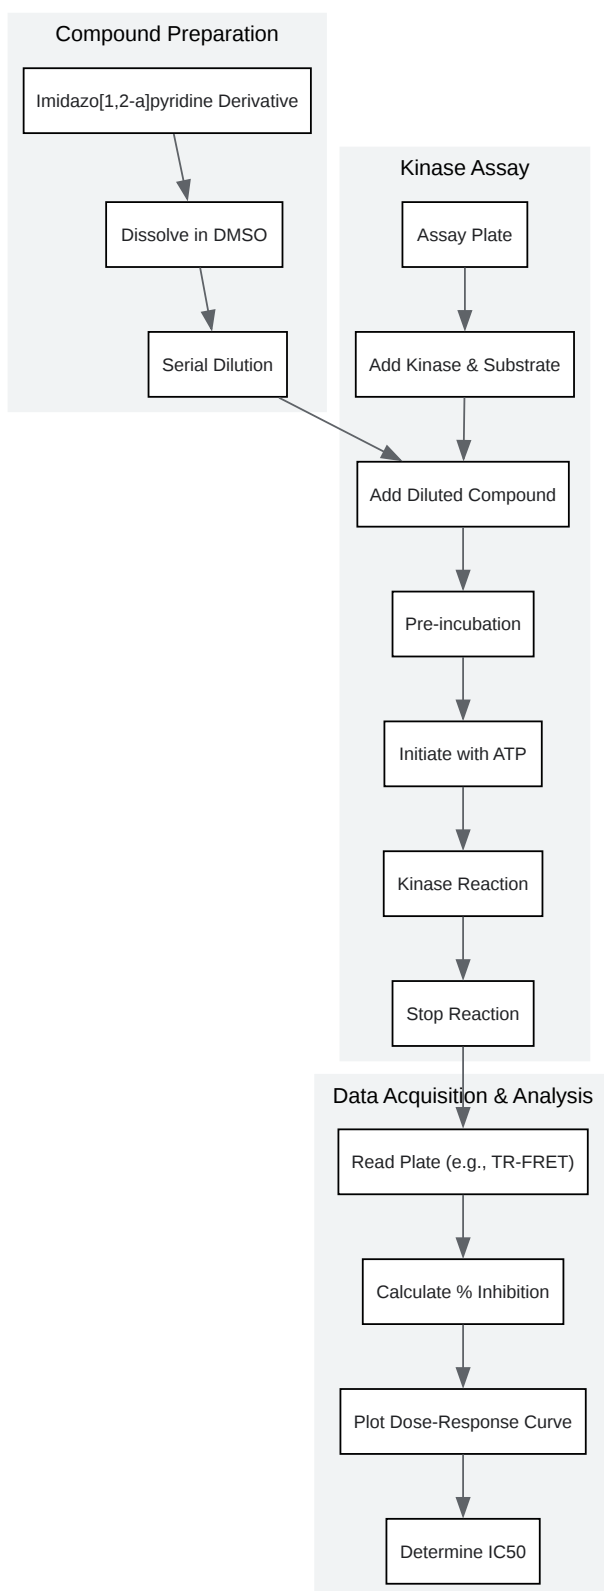 Compound Preparation
Imidazo[1,2-a]pyridine Derivative
Dissolve in DMSO
Serial Dilution
Kinase Assay
Assay Plate
Add Kinase & Substrate
Add Diluted Compound
Pre-incubation
Initiate with ATP
Kinase Reaction
Stop Reaction
Data Acquisition & Analysis
Read Plate (e.g., TR-FRET)
Calculate % Inhibition
Plot Dose-Response Curve
Determine IC50